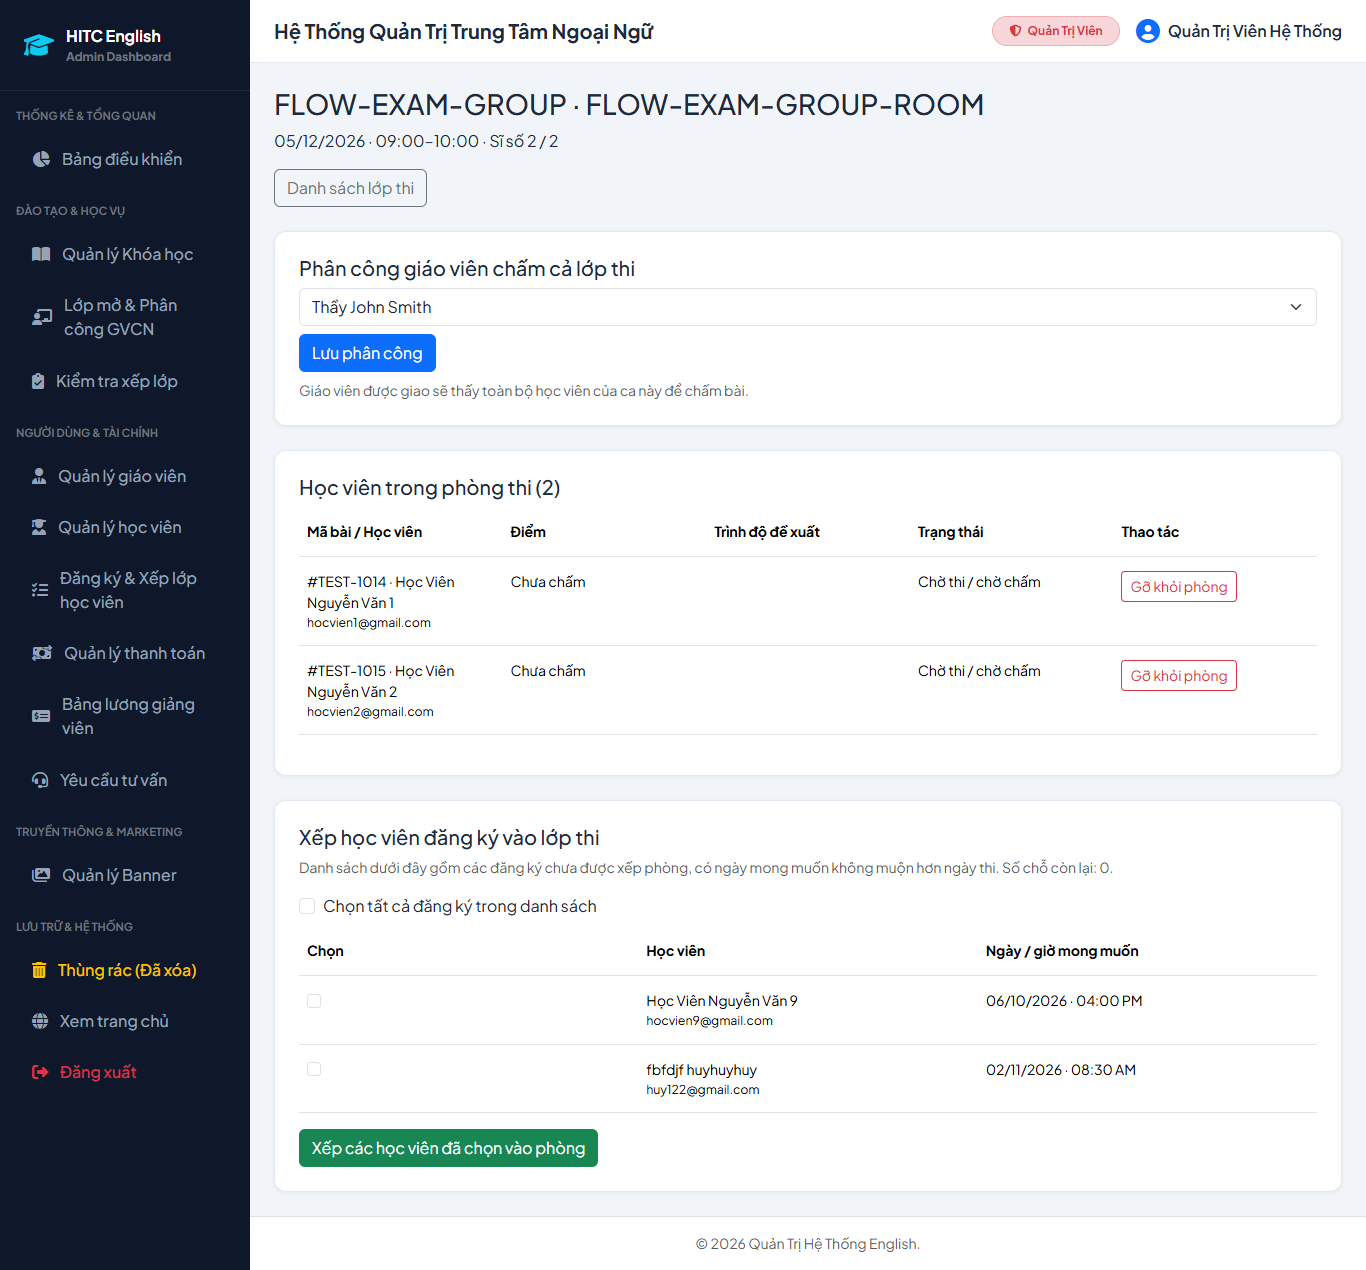 HITC English
Admin Dashboard
THỐNG KÊ & TỔNG QUAN
Bảng điều khiển
ĐÀO TẠO & HỌC VỤ
Quản lý Khóa học
Lớp mở & Phân
công GVCN
Kiểm tra xếp lớp
NGƯỜI DÙNG & TÀI CHÍNH
Quản lý giáo viên
Quản lý học viên
Đăng ký & Xếp lớp
học viên
Quản lý thanh toán
Bảng lương giảng
viên
Yêu cầu tư vấn
TRUYỀN THÔNG & MARKETING
Quản lý Banner
LƯU TRỮ & HỆ THỐNG
Thùng rác (Đã xóa)
Xem trang chủ
Đăng xuất
Hệ Thống Quản Trị Trung Tâm Ngoại Ngữ
Quản Trị Viên
Quản Trị Viên Hệ Thống
FLOW-EXAM-GROUP · FLOW-EXAM-GROUP-ROOM
05/12/2026 · 09:00–10:00 · Sĩ số 2 / 2
Danh sách lớp thi
Phân công giáo viên chấm cả lớp thi
Thầy John Smith
Lưu phân công
Giáo viên được giao sẽ thấy toàn bộ học viên của ca này để chấm bài.
Học viên trong phòng thi (2)
Mã bài / Học viên Điểm Trình độ đề xuất Trạng thái Thao tác
#TEST-1014 · Học Viên Chưa chấm Chờ thi / chờ chấm Gỡ khỏi phòng
Nguyễn Văn 1
hocvien1@gmail.com
#TEST-1015 · Học Viên Chưa chấm Chờ thi / chờ chấm Gỡ khỏi phòng
Nguyễn Văn 2
hocvien2@gmail.com
Xếp học viên đăng ký vào lớp thi
Danh sách dưới đây gồm các đăng ký chưa được xếp phòng, có ngày mong muốn không muộn hơn ngày thi. Số chỗ còn lại: 0.
Chọn tất cả đăng ký trong danh sách
Chọn Học viên Ngày / giờ mong muốn
Học Viên Nguyễn Văn 9 06/10/2026 · 04:00 PM
hocvien9@gmail.com
fbfdjf huyhuyhuy 02/11/2026 · 08:30 AM
huy122@gmail.com
Xếp các học viên đã chọn vào phòng
© 2026 Quản Trị Hệ Thống English.